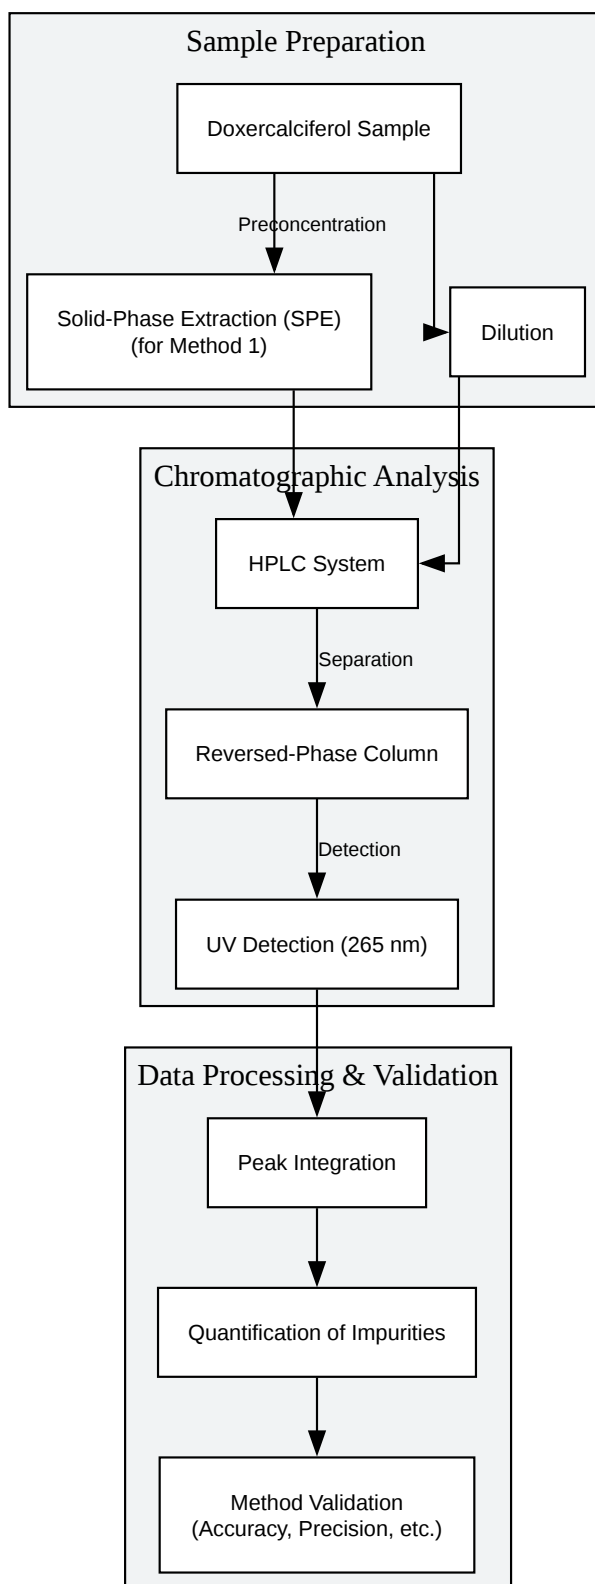 Sample Preparation
Doxercalciferol Sample
Preconcentration
Solid-Phase Extraction (SPE)
(for Method 1)
Dilution
Chromatographic Analysis
HPLC System
Separation
Reversed-Phase Column
Detection
UV Detection (265 nm)
Data Processing & Validation
Peak Integration
Quantification of Impurities
Method Validation
(Accuracy, Precision, etc.)